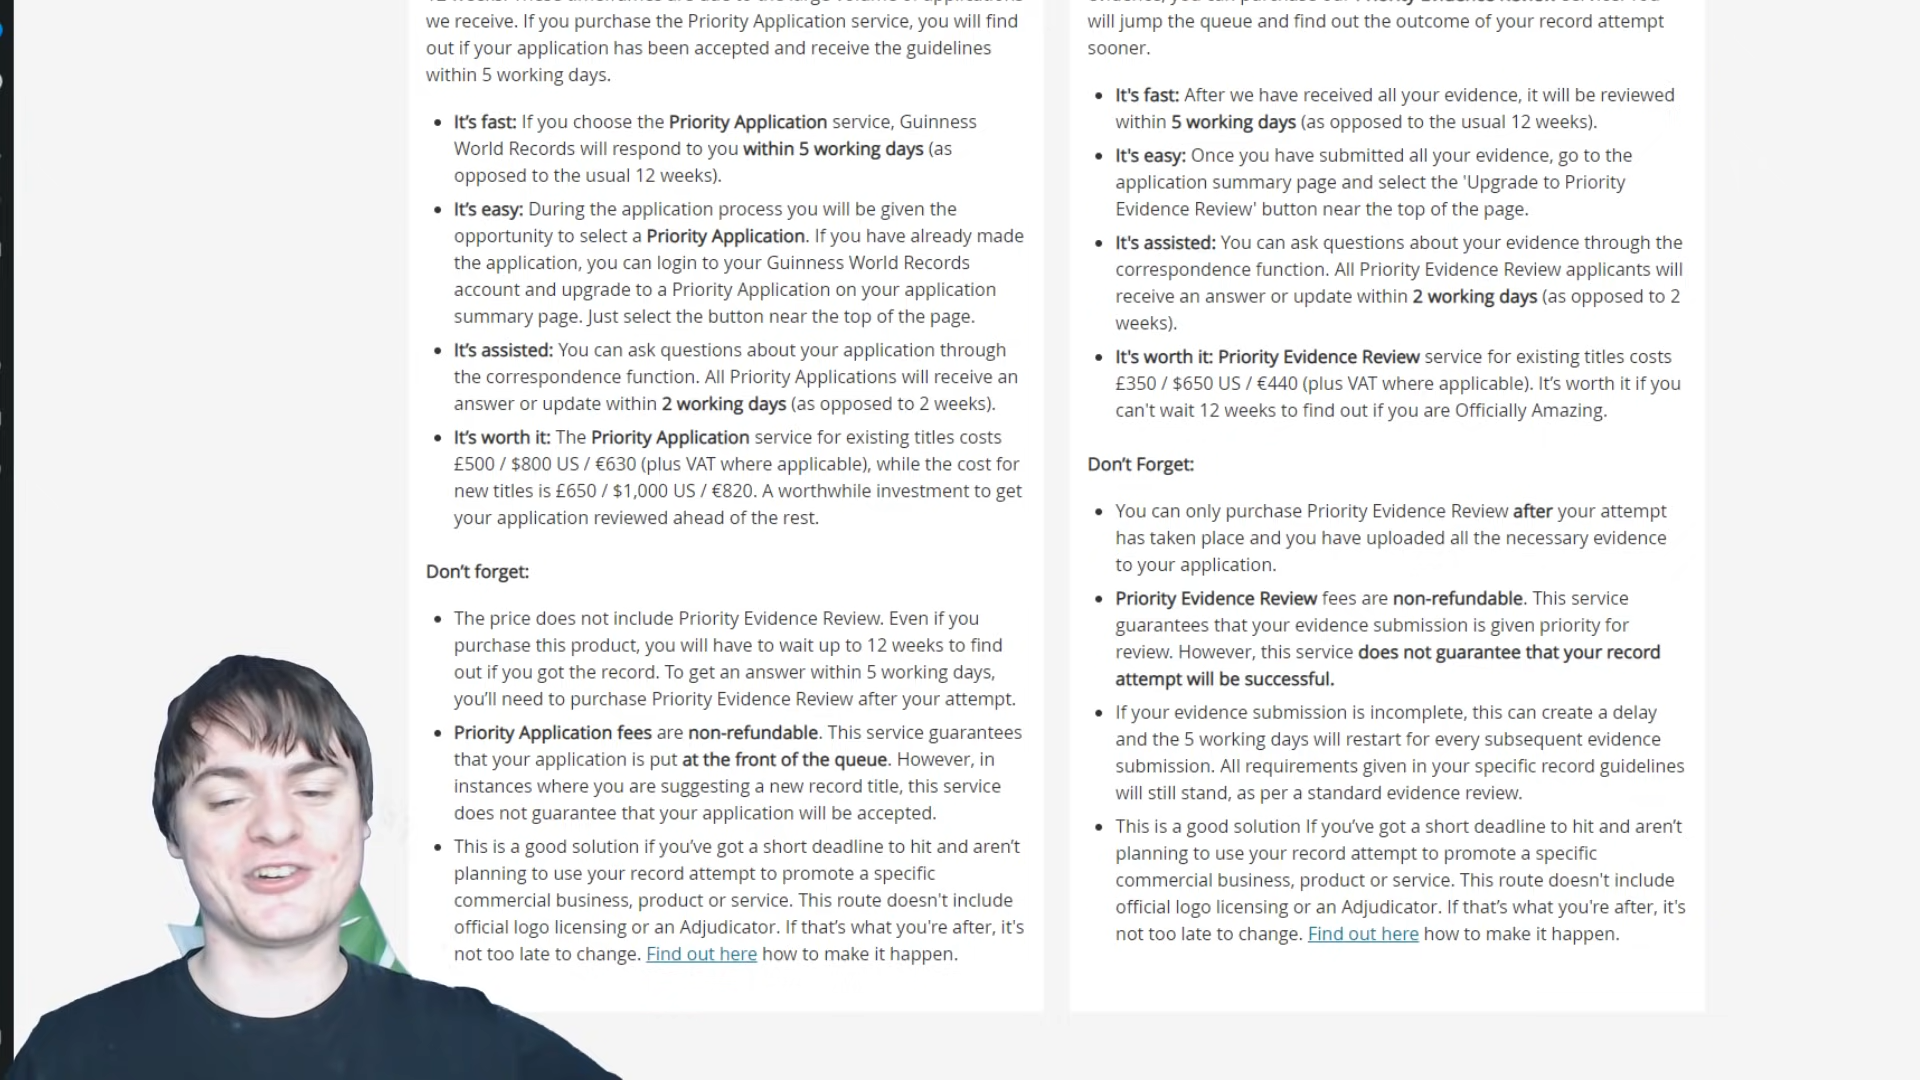 we receive. If you purchase the Priority Application service, you will find
out if your application has been accepted and receive the guidelines
within 5 working days.
It’s fast: If you choose the Priority Application service, Guinness
World Records will respond to you within 5 working days (as
opposed to the usual 12 weeks).
It’s easy: During the application process you will be given the
opportunity to select a Priority Application. If you have already made
the application, you can login to your Guinness World Records
account and upgrade to a Priority Application on your application
summary page. Just select the button near the top of the page.
It’s assisted: You can ask questions about your application through
the correspondence function. All Priority Applications will receive an
answer or update within 2 working days (as opposed to 2 weeks).
It’s worth it: The Priority Application service for existing titles costs
£500 / $800 US / €630 (plus VAT where applicable), while the cost for
new titles is £650 / $1,000 US / €820. A worthwhile investment to get
your application reviewed ahead of the rest.
Don’t forget:
The price does not include Priority Evidence Review. Even if you
purchase this product, you will have to wait up to 12 weeks to find
out if you got the record. To get an answer within 5 working days,
you’ll need to purchase Priority Evidence Review after your attempt.
Priority Application fees are non-refundable. This service guarantees
that your application is put at the front of the queue. However, in
instances where you are suggesting a new record title, this service
does not guarantee that your application will be accepted.
This is a good solution if you’ve got a short deadline to hit and aren’t
planning to use your record attempt to promote a specific
commercial business, product or service. This route doesn't include
official logo licensing or an Adjudicator. If that’s what you're after, it's
not too late to change. Find out here how to make it happen.
will jump the queue and find out the outcome of your record attempt
sooner.
It's fast: After we have received all your evidence, it will be reviewed
within 5 working days (as opposed to the usual 12 weeks).
It's easy: Once you have submitted all your evidence, go to the
application summary page and select the 'Upgrade to Priority
Evidence Review' button near the top of the page.
It's assisted: You can ask questions about your evidence through the
correspondence function. All Priority Evidence Review applicants will
receive an answer or update within 2 working days (as opposed to 2
weeks).
It's worth it: Priority Evidence Review service for existing titles costs
£350 / $650 US / €440 (plus VAT where applicable). It’s worth it if you
can't wait 12 weeks to find out if you are Officially Amazing.
Don’t Forget:
You can only purchase Priority Evidence Review after your attempt
has taken place and you have uploaded all the necessary evidence
to your application.
Priority Evidence Review fees are non-refundable. This service
guarantees that your evidence submission is given priority for
review. However, this service does not guarantee that your record
attempt will be successful.
If your evidence submission is incomplete, this can create a delay
and the 5 working days will restart for every subsequent evidence
submission. All requirements given in your specific record guidelines
will still stand, as per a standard evidence review.
This is a good solution If you’ve got a short deadline to hit and aren’t
planning to use your record attempt to promote a specific
commercial business, product or service. This route doesn't include
official logo licensing or an Adjudicator. If that’s what you're after, it's
not too late to change. Find out here how to make it happen.